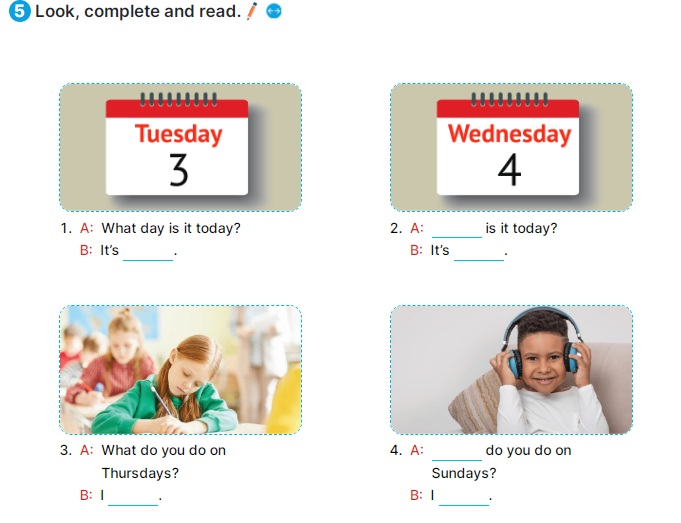 5 Look, complete and read.
Tuesday
3
1. A: What day is it today?
B: It's ______.
Wednesday
4
2. A: ______ is it today?
B: It's ______.
3. A: What do you do on
Thursdays?
B: I ______.
4. A: ______ do you do on
Sundays?
B: I ______.